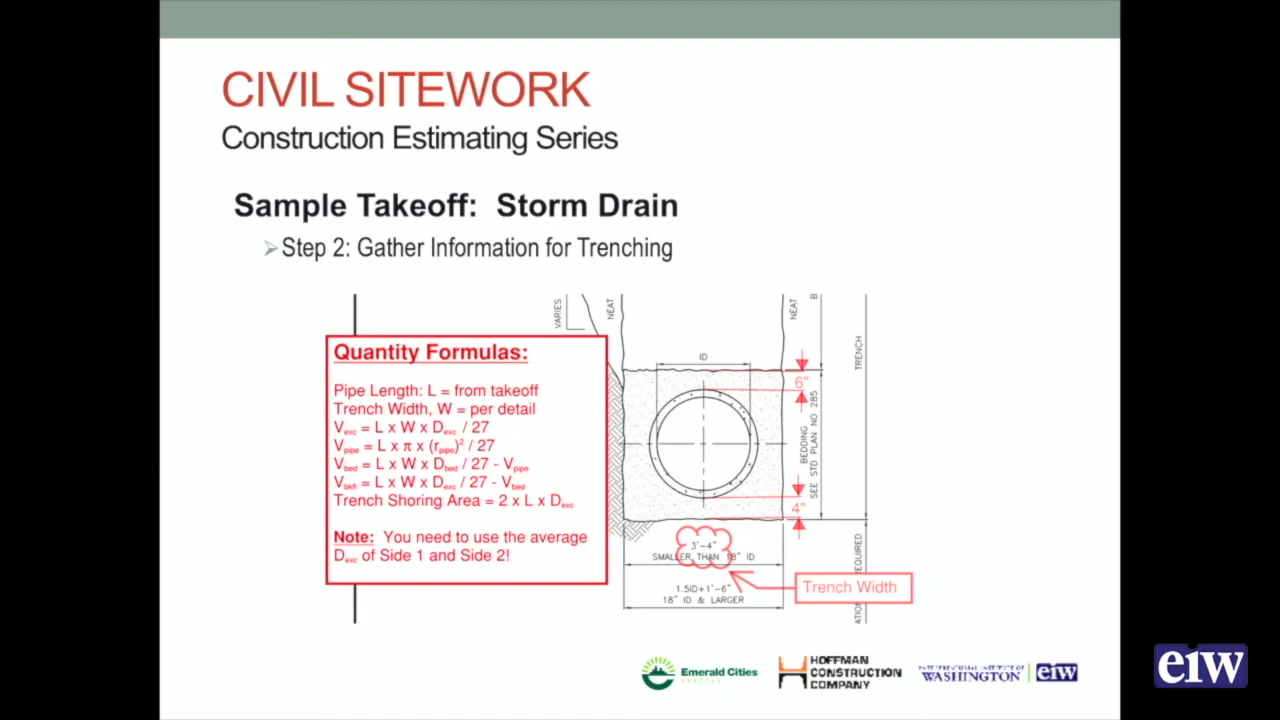 CIVIL SITEWORK
Construction Estimating Series
Sample Takeoff: Storm Drain
➢Step 2: Gather Information for Trenching
VARIES
NEAT
NEAT
B
Quantity Formulas:
Pipe Length: L = from takeoff
Trench Width, W = per detail
Vexc = L x W x Dexc / 27
Vpipe = L x π x (rpipe)² / 27
Vbed = L x W x Dbed / 27 - Vpipe
Vbkfl = L x W x Dexc / 27 - Vbed
Trench Shoring Area = 2 x L x Dexc
Note: You need to use the average
Dexc of Side 1 and Side 2!
ID
6"
TRENCH
BEDDING
SEE STD PLAN NO 285
4"
3'-4"
SMALLER THAN 18" ID
1.5ID+1'-6"
18" ID & LARGER
Trench Width
REQUIRED
Emerald Cities
HOFFMAN
CONSTRUCTION
COMPANY
WASHINGTON
eiw
eiw